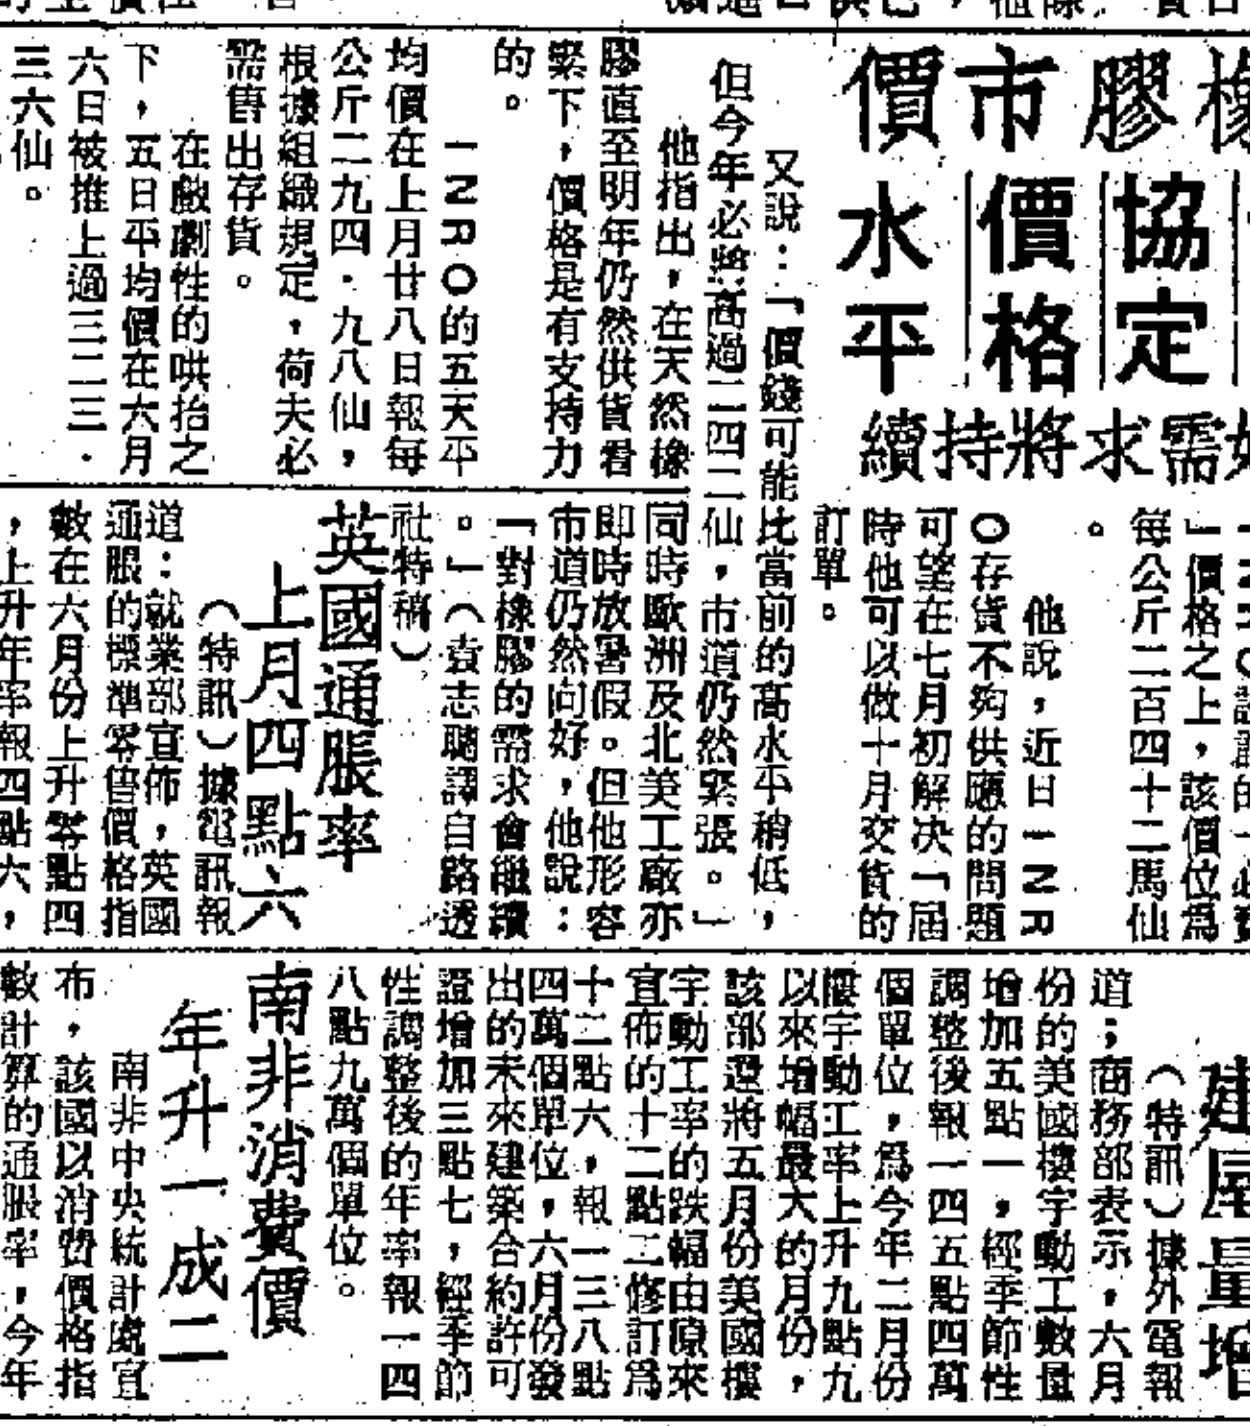 橡膠市價
協定
價格
水平
好需求將持續
」價格之上，該價位爲
每公斤二百四十二馬仙
。
他說，近日ＩＮＲ
Ｏ存貨不夠供應的問題
可望在七月初解决「屆
時他可以做十月交貨的
訂單。
又說：「價錢可能比當前的高水平稍低，
但今年必將高過二四二仙，市道仍然緊張。」
他指出，在天然橡
膠直至明年仍然供貨看
緊下，價格是有支持力
的。
ＩＮＲＯ的五天平
均價在上月廿八日報每
公斤二九四．九八仙，
根據組織規定，荷夫必
需售出存貨。
在戲劇性的哄抬之
下，五日平均價在六月
六日被推上過三二三．
三六仙。
同時歐洲及北美工廠亦
即時放暑假。但他形容
市道仍然向好，他說：
「對橡膠的需求會繼續
。」（袁志聰譯自路透
社特稿）
英國通脹率
上月四點六
（特訊）據電訊報
道：就業部宣佈，英國
通脹的標準零售價格指
數在六月份上升零點四
，上升年率報四點六，
建屋量增
（特訊）據外電報
道；商務部表示，六月
份的美國樓宇動工數量
增加五點一，經季節性
調整後報一四五點四萬
個單位，爲今年二月份
樓宇動工率上升九點九
以來增幅最大的月份，
該部還將五月份美國樓
宇動工率的跌幅由原來
宣佈的十二點二修訂爲
十二點六，報一三八點
四萬個單位，六月份發
出的未來建築合約許可
證增加三點七，經季節
性調整後的年率報一四
八點九萬個單位。
南非消費價
年升一成二
南非中央統計處宣
布，該國以消費價格指
數計算的通脹率，今年